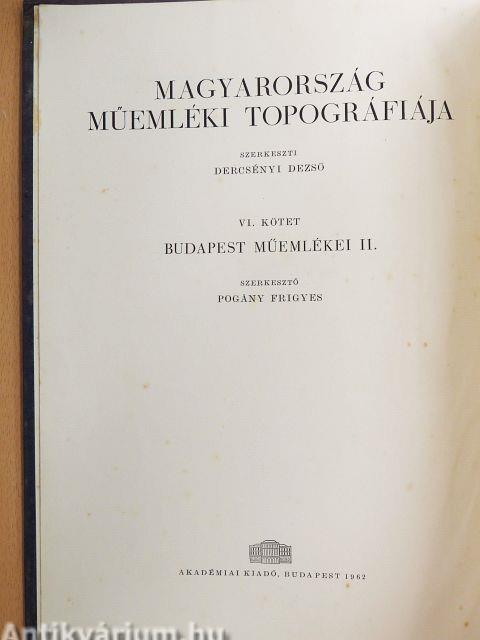 MAGYARORSZÁG
MŰEMLÉKI TOPOGRÁFIÁJA
SZERKESZTI
DERCSÉNYI DEZSŐ
VI. KÖTET
BUDAPEST MŰEMLÉKEI II.
SZERKESZTŐ
POGÁNY FRIGYES
AKADÉMIAI KIADÓ, BUDAPEST 1962
Antikvárium.hu